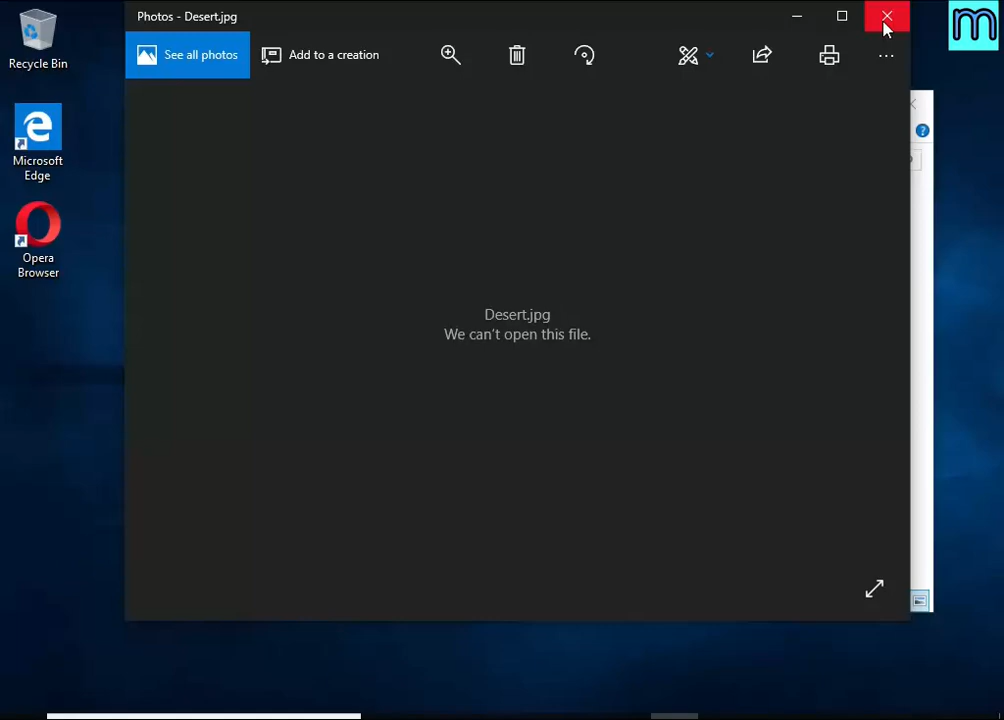 Photos - Desert.jpg
See all photos
Add to a creation
Recycle Bin
Microsoft
Edge
Opera
Browser
Desert.jpg
We can't open this file.
m